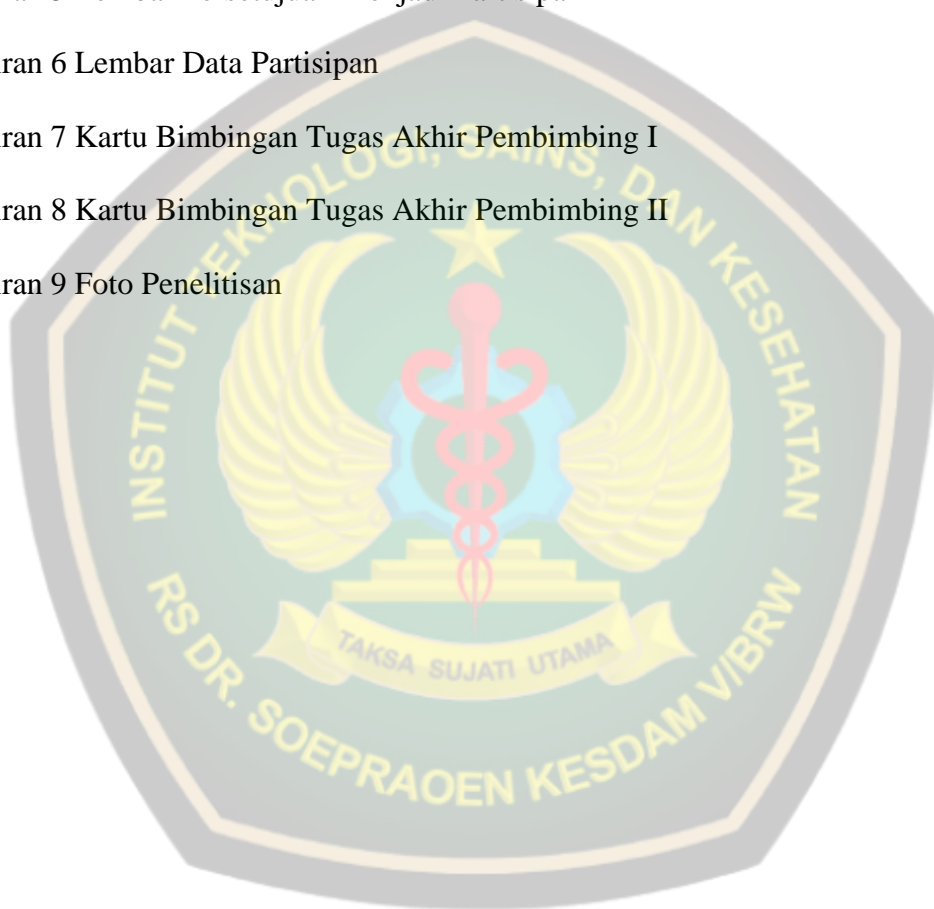 ran 6 Lembar Data Partisipan
ran 7 Kartu Bimbingan Tugas Akhir Pembimbing I
ran 8 Kartu Bimbingan Tugas Akhir Pembimbing II
ran 9 Foto Penelitisan
INSTITUT TEKNOLOGI, SAINS, DAN KESEHATAN
TAKSA SUJATI UTAMA
RS DR. SOEPRAOEN KESDAM V/BRW